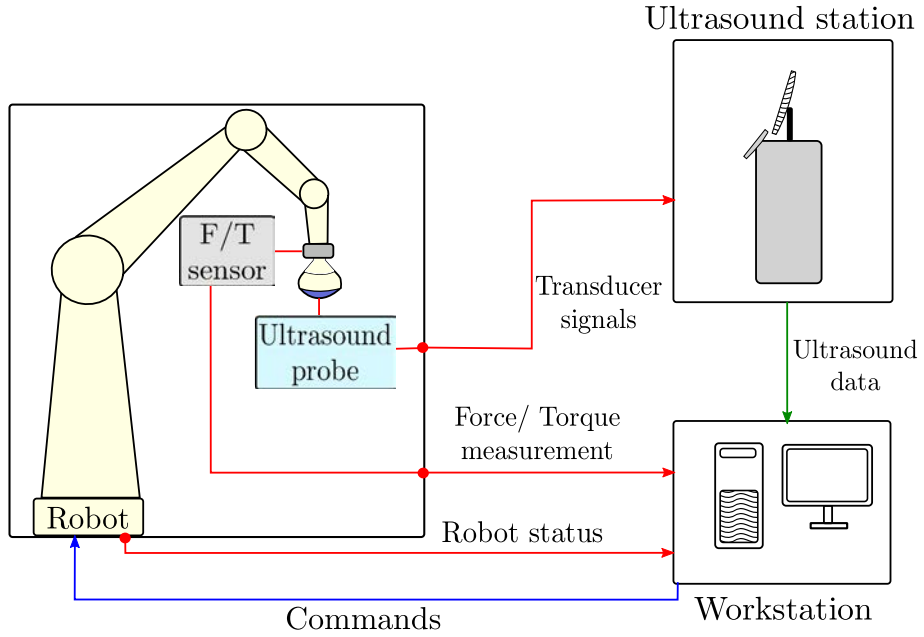 Ultrasound station
F/T
sensor
Transducer
signals
Ultrasound
probe
Ultrasound
data
Force/ Torque
measurement
Robot
Robot status
Commands
Workstation